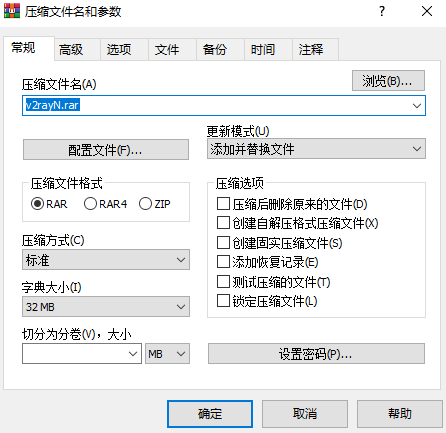 压缩文件名和参数
常规 高级 选项 文件 备份 时间 注释
压缩文件名(A)
浏览(B)...
v2rayN.rar
配置文件(F)...
更新模式(U)
添加并替换文件
压缩文件格式
RAR RAR4 ZIP
压缩方式(C)
标准
字典大小(I)
32 MB
切分为分卷(V)，大小
MB
压缩选项
压缩后删除原来的文件(D)
创建自解压格式压缩文件(X)
创建固实压缩文件(S)
添加恢复记录(E)
测试压缩的文件(T)
锁定压缩文件(L)
设置密码(P)...
确定 取消 帮助